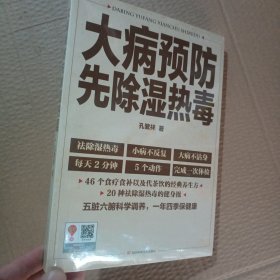 DABING YUFANG XIANCHU SHIREDU
大病预防
先除湿热毒
孔繁祥 著
祛除湿热毒 小病不反复 大病不沾身
每天2分钟 5个动作 完成一次体检
46个食疗食补以及代茶饮的经典养生方
20种祛除湿热毒的健身操
五脏六腑科学调养，一年四季保健康